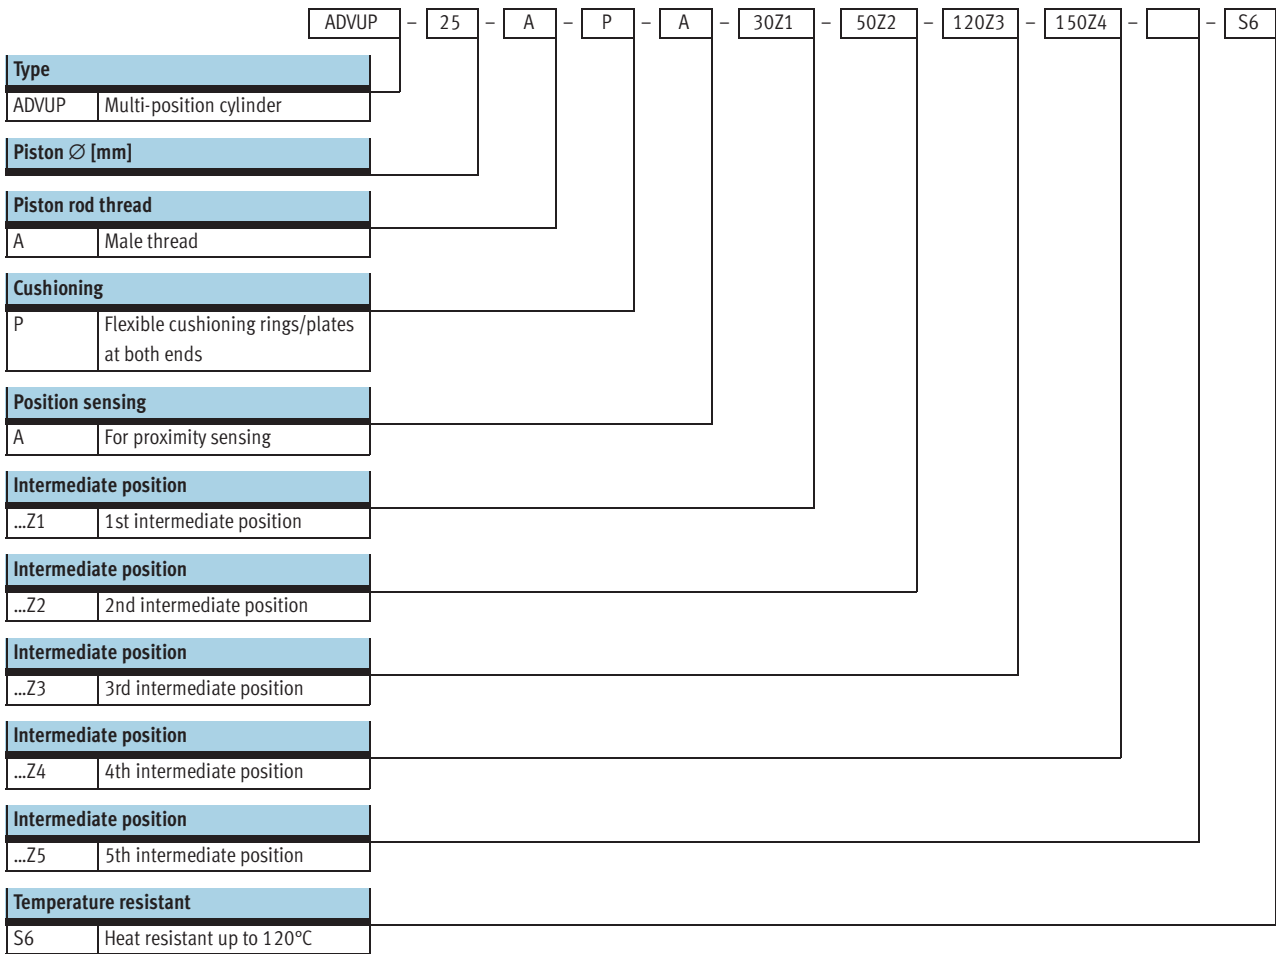 ADVUP – 25 – A – P – A – 30Z1 – 50Z2 – 120Z3 – 150Z4 – – S6
Type
ADVUP Multi-position cylinder
Piston ∅ [mm]
Piston rod thread
A Male thread
Cushioning
P Flexible cushioning rings/plates
at both ends
Position sensing
A For proximity sensing
Intermediate position
...Z1 1st intermediate position
Intermediate position
...Z2 2nd intermediate position
Intermediate position
...Z3 3rd intermediate position
Intermediate position
...Z4 4th intermediate position
Intermediate position
...Z5 5th intermediate position
Temperature resistant
S6 Heat resistant up to 120°C